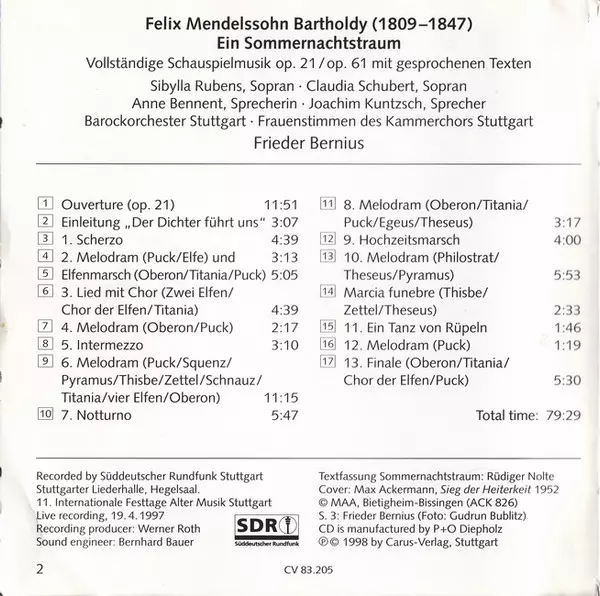 Felix Mendelssohn Bartholdy (1809–1847)
Ein Sommernachtstraum
Vollständige Schauspielmusik op. 21/op. 61 mit gesprochenen Texten
Sibylla Rubens, Sopran · Claudia Schubert, Sopran
Anne Bennent, Sprecherin · Joachim Kuntzsch, Sprecher
Barockorchester Stuttgart · Frauenstimmen des Kammerchors Stuttgart
Frieder Bernius
1 Ouverture (op. 21) 11:51
2 Einleitung „Der Dichter führt uns“ 3:07
3 1. Scherzo 4:39
4 2. Melodram (Puck/Elfe) und 3:13
5 Elfenmarsch (Oberon/Titania/Puck) 5:05
6 3. Lied mit Chor (Zwei Elfen/
Chor der Elfen/Titania) 4:39
7 4. Melodram (Oberon/Puck) 2:17
8 5. Intermezzo 3:10
9 6. Melodram (Puck/Squenz/
Pyramus/Thisbe/Zettel/Schnauz/
Titania/vier Elfen/Oberon) 11:15
10 7. Notturno 5:47
11 8. Melodram (Oberon/Titania/
Puck/Egeus/Theseus) 3:17
12 9. Hochzeitsmarsch 4:00
13 10. Melodram (Philostrat/
Theseus/Pyramus) 5:53
14 Marcia funebre (Thisbe/
Zettel/Theseus) 2:33
15 11. Ein Tanz von Rüpeln 1:46
16 12. Melodram (Puck) 1:19
17 13. Finale (Oberon/Titania/
Chor der Elfen/Puck) 5:30
Total time: 79:29
Recorded by Süddeutscher Rundfunk Stuttgart
Stuttgarter Liederhalle, Hegelsaal.
11. Internationale Festtage Alter Musik Stuttgart
Live recording, 19. 4. 1997
Recording producer: Werner Roth
Sound engineer: Bernhard Bauer
SDR
Süddeutscher Rundfunk
Textfassung Sommernachtstraum: Rüdiger Nolte
Cover: Max Ackermann, Sieg der Heiterkeit 1952
© MAA, Bietigheim-Bissingen (ACK 826)
S. 3: Frieder Bernius (Foto: Gudrun Bublitz)
CD is manufactured by P+O Diepholz
℗ © 1998 by Carus-Verlag, Stuttgart
2
CV 83.205